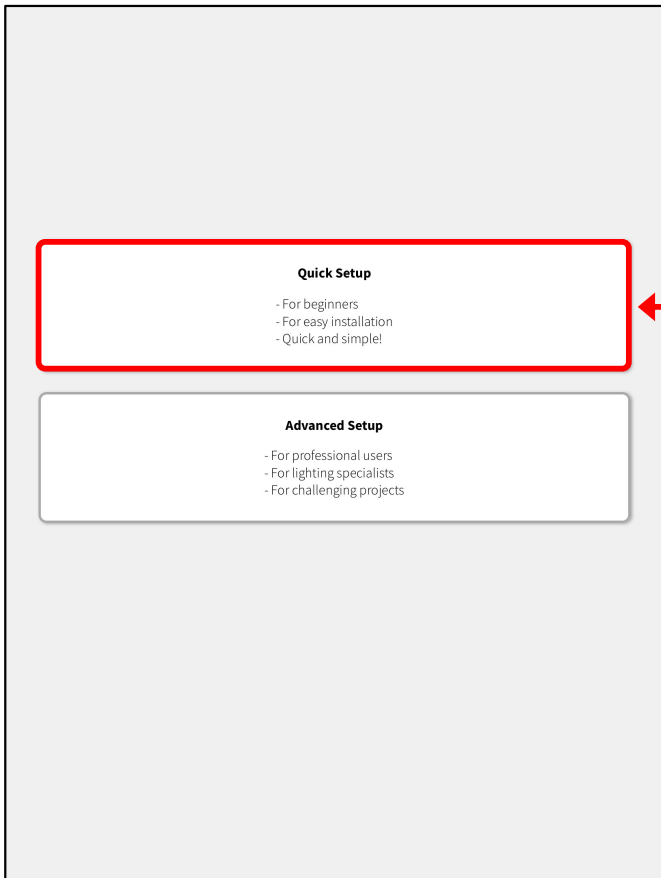 Quick Setup
- For beginners
- For easy installation
- Quick and simple!
Advanced Setup
- For professional users
- For lighting specialists
- For challenging projects